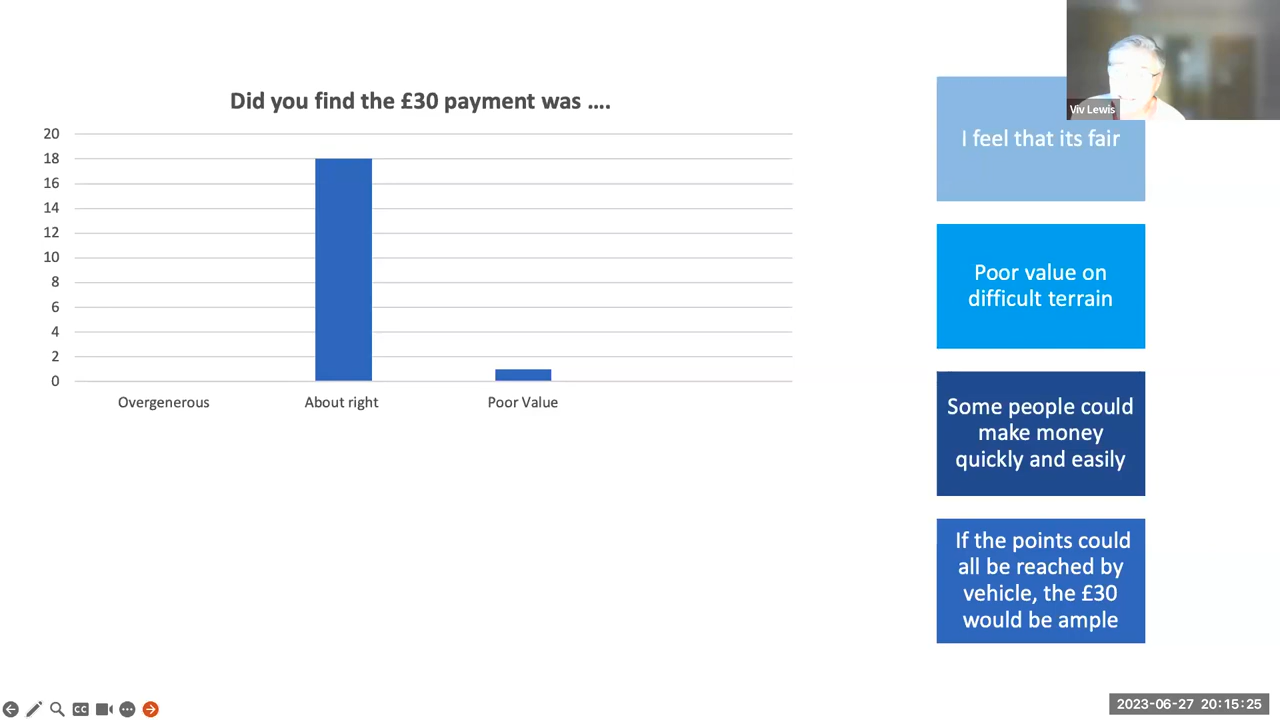 Did you find the £30 payment was ....
20
18
16
14
12
10
8
6
4
2
0
Overgenerous
About right
Poor Value
Viv Lewis
I feel that its fair
Poor value on
difficult terrain
Some people could
make money
quickly and easily
If the points could
all be reached by
vehicle, the £30
would be ample
CC
2023-06-27 20:15:25